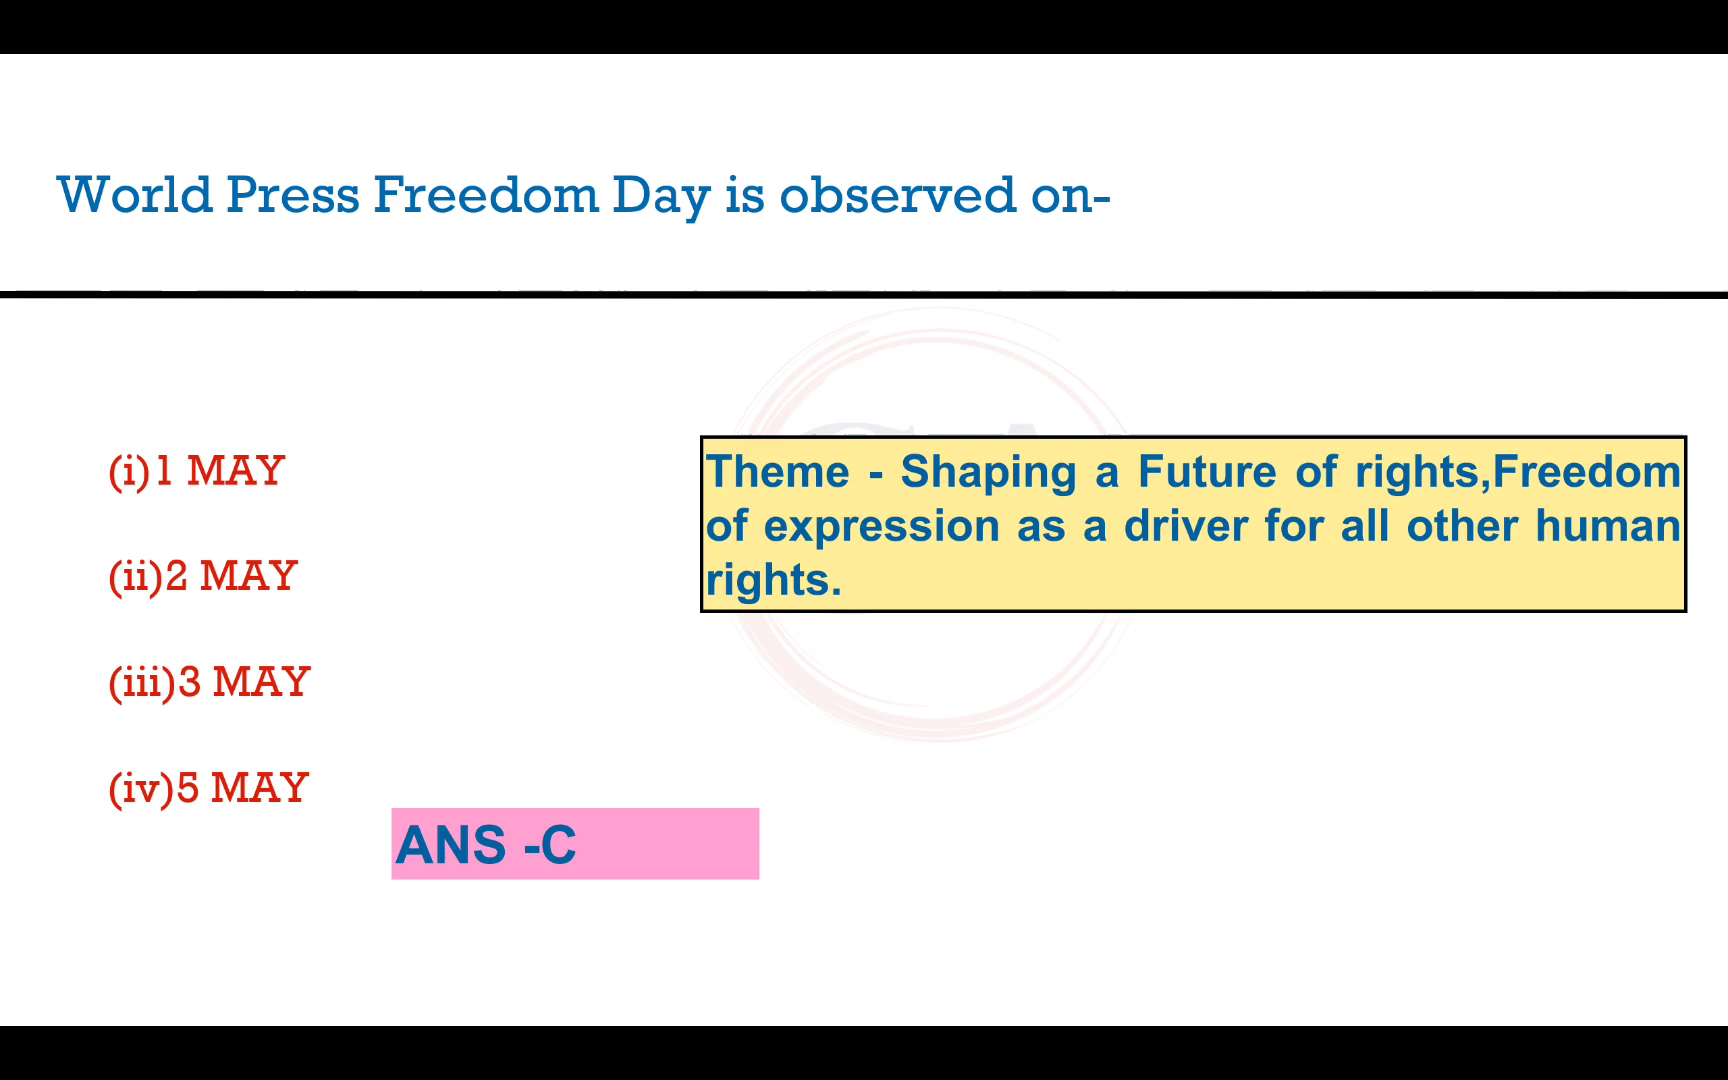 World Press Freedom Day is observed on-
(i)1 MAY
(ii)2 MAY
(iii)3 MAY
(iv)5 MAY
Theme - Shaping a Future of rights,Freedom
of expression as a driver for all other human
rights.
ANS -C